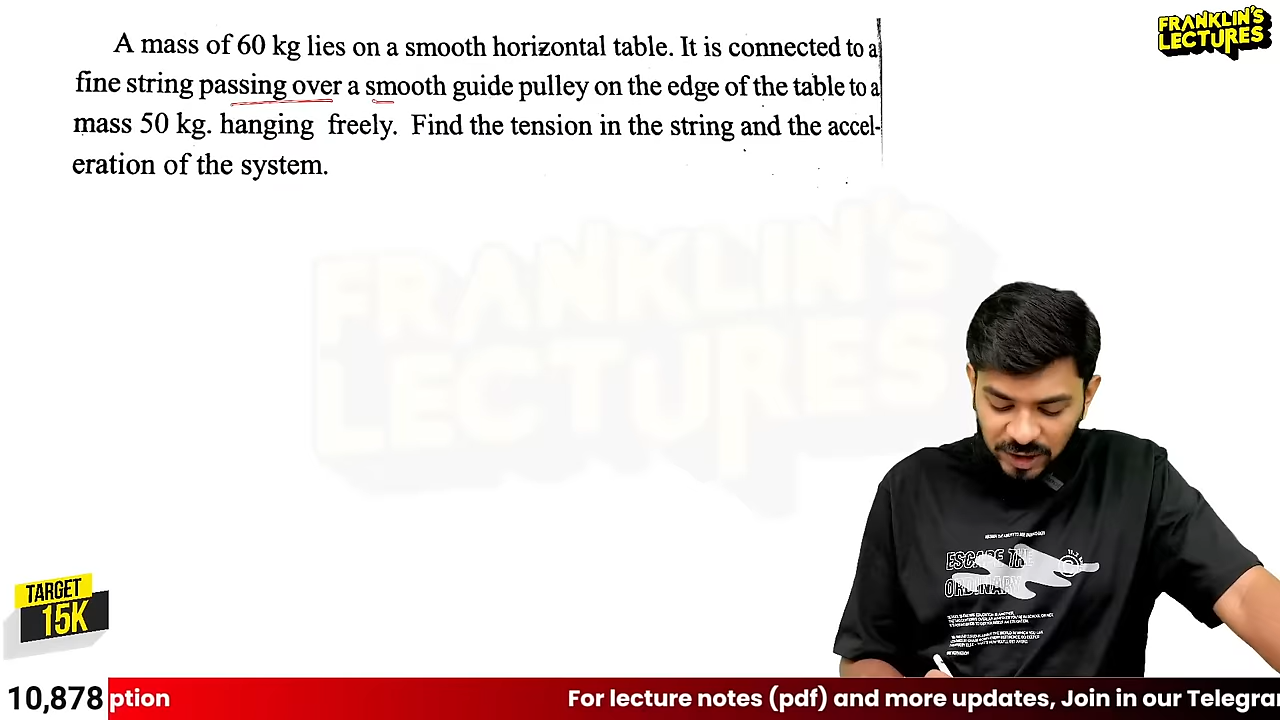 FRANKLIN'S
LECTURES
A mass of 60 kg lies on a smooth horizontal table. It is connected to a
fine string passing over a smooth guide pulley on the edge of the table to a
mass 50 kg. hanging freely. Find the tension in the string and the accel-
eration of the system.
FRANKLIN'S
LECTURES
ESCAPE THE
ORDINARY
TARGET
15K
10,878
ption
For lecture notes (pdf) and more updates, Join in our Telegra